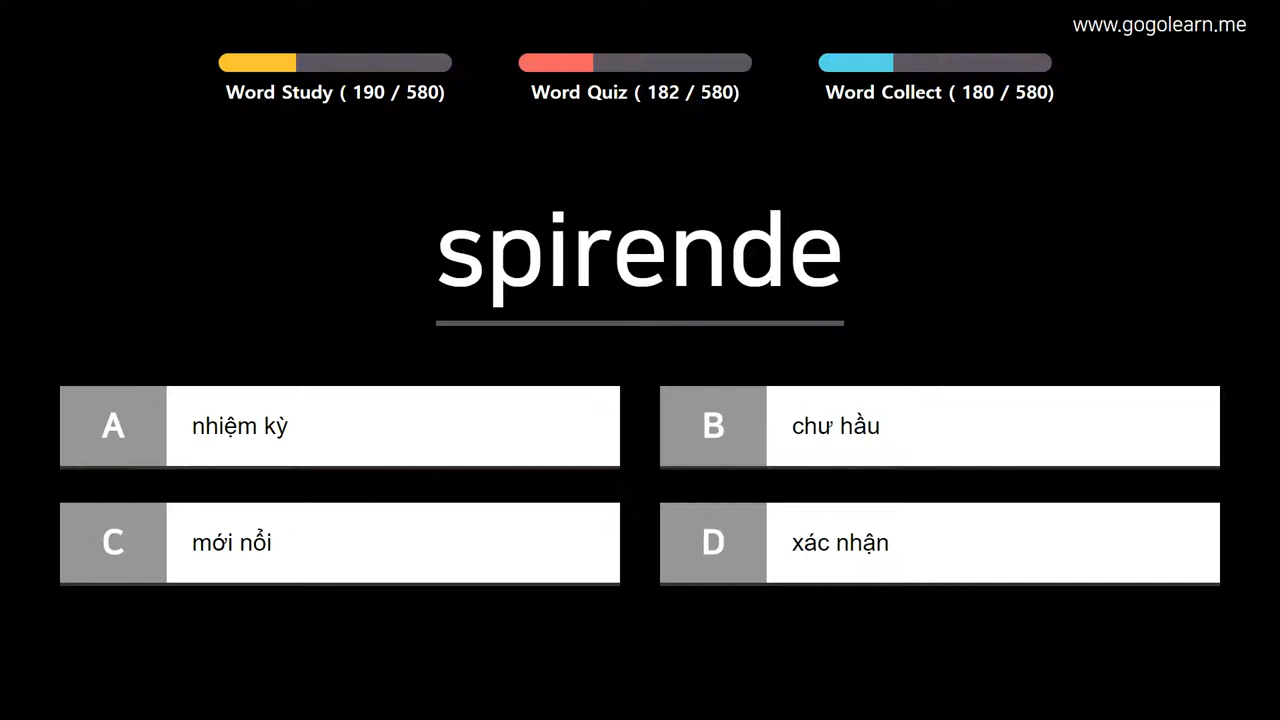 www.gogolearn.me
Word Study ( 190 / 580)
Word Quiz ( 182 / 580)
Word Collect ( 180 / 580)
spirende
A nhiệm kỳ
B chư hầu
C mới nổi
D xác nhận